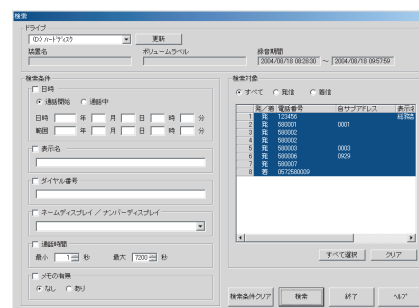 検索
ドライブ
(D:) ハードディスク
更新
装置名
ボリュームラベル
録音期間
2004/08/18 08:28:30 ～ 2004/08/18 09:57:59
検索条件
日時
通話開始 通話中
日時 年 月 日 時 分
範囲 年 月 日 時 分
表示名
ダイヤル番号
ネームディスプレイ / ナンバーディスプレイ
通話時間
最小 1 秒 最大 7200 秒
メモの有無
なし あり
検索対象
すべて 発信 着信
発/着 電話番号 自サブアドレス 表示名
1 発 123456
2 発 580001 0001
3 発 580002
4 発 580002
5 発 580003 0003
6 発 580006 0929
7 発 580007
8 着 0572580009
すべて選択 クリア
検索条件クリア 検索 終了 ヘルプ